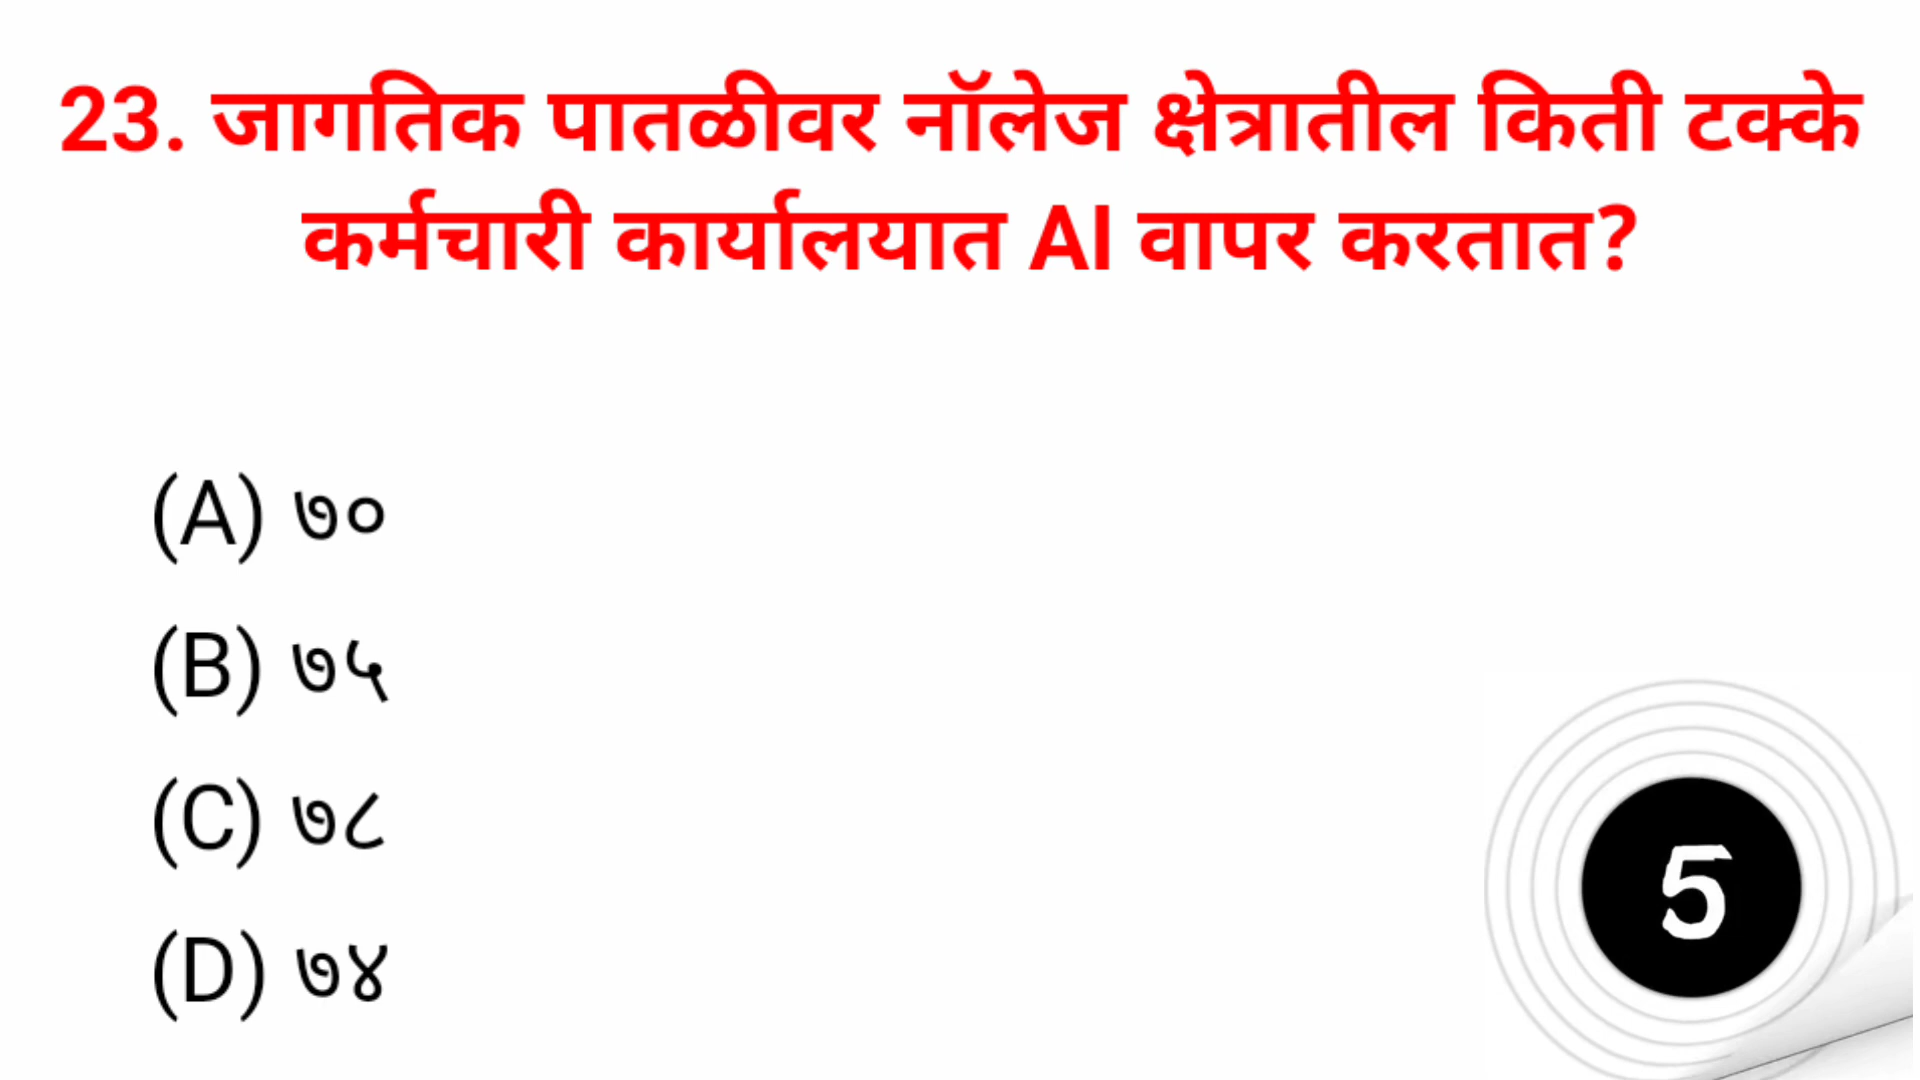 23. जागतिक पातळीवर नॉलेज क्षेत्रातील किती टक्के
कर्मचारी कार्यालयात AI वापर करतात?
(A) ७०
(B) ७५
(C) ७८
(D) ७४
5